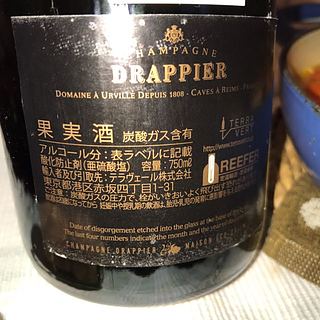 CHAMPAGNE
DRAPPIER
DOMAINE À URVILLE DEPUIS 1808 - CAVES À REIMS -
果実酒 炭酸ガス含有
TERRA VERT
アルコール分：表ラベルに記載
酸化防止剤（亜硫酸塩） 容量：750ml
輸入者及び引取先：テラヴェール株式会社
東京都港区赤坂四丁目1-31
REEFER
Date of disgorgement etched into the glass at the base of
The last four numbers indicate the month and the year of
CHAMPAGNE DRAPPIER MAISON